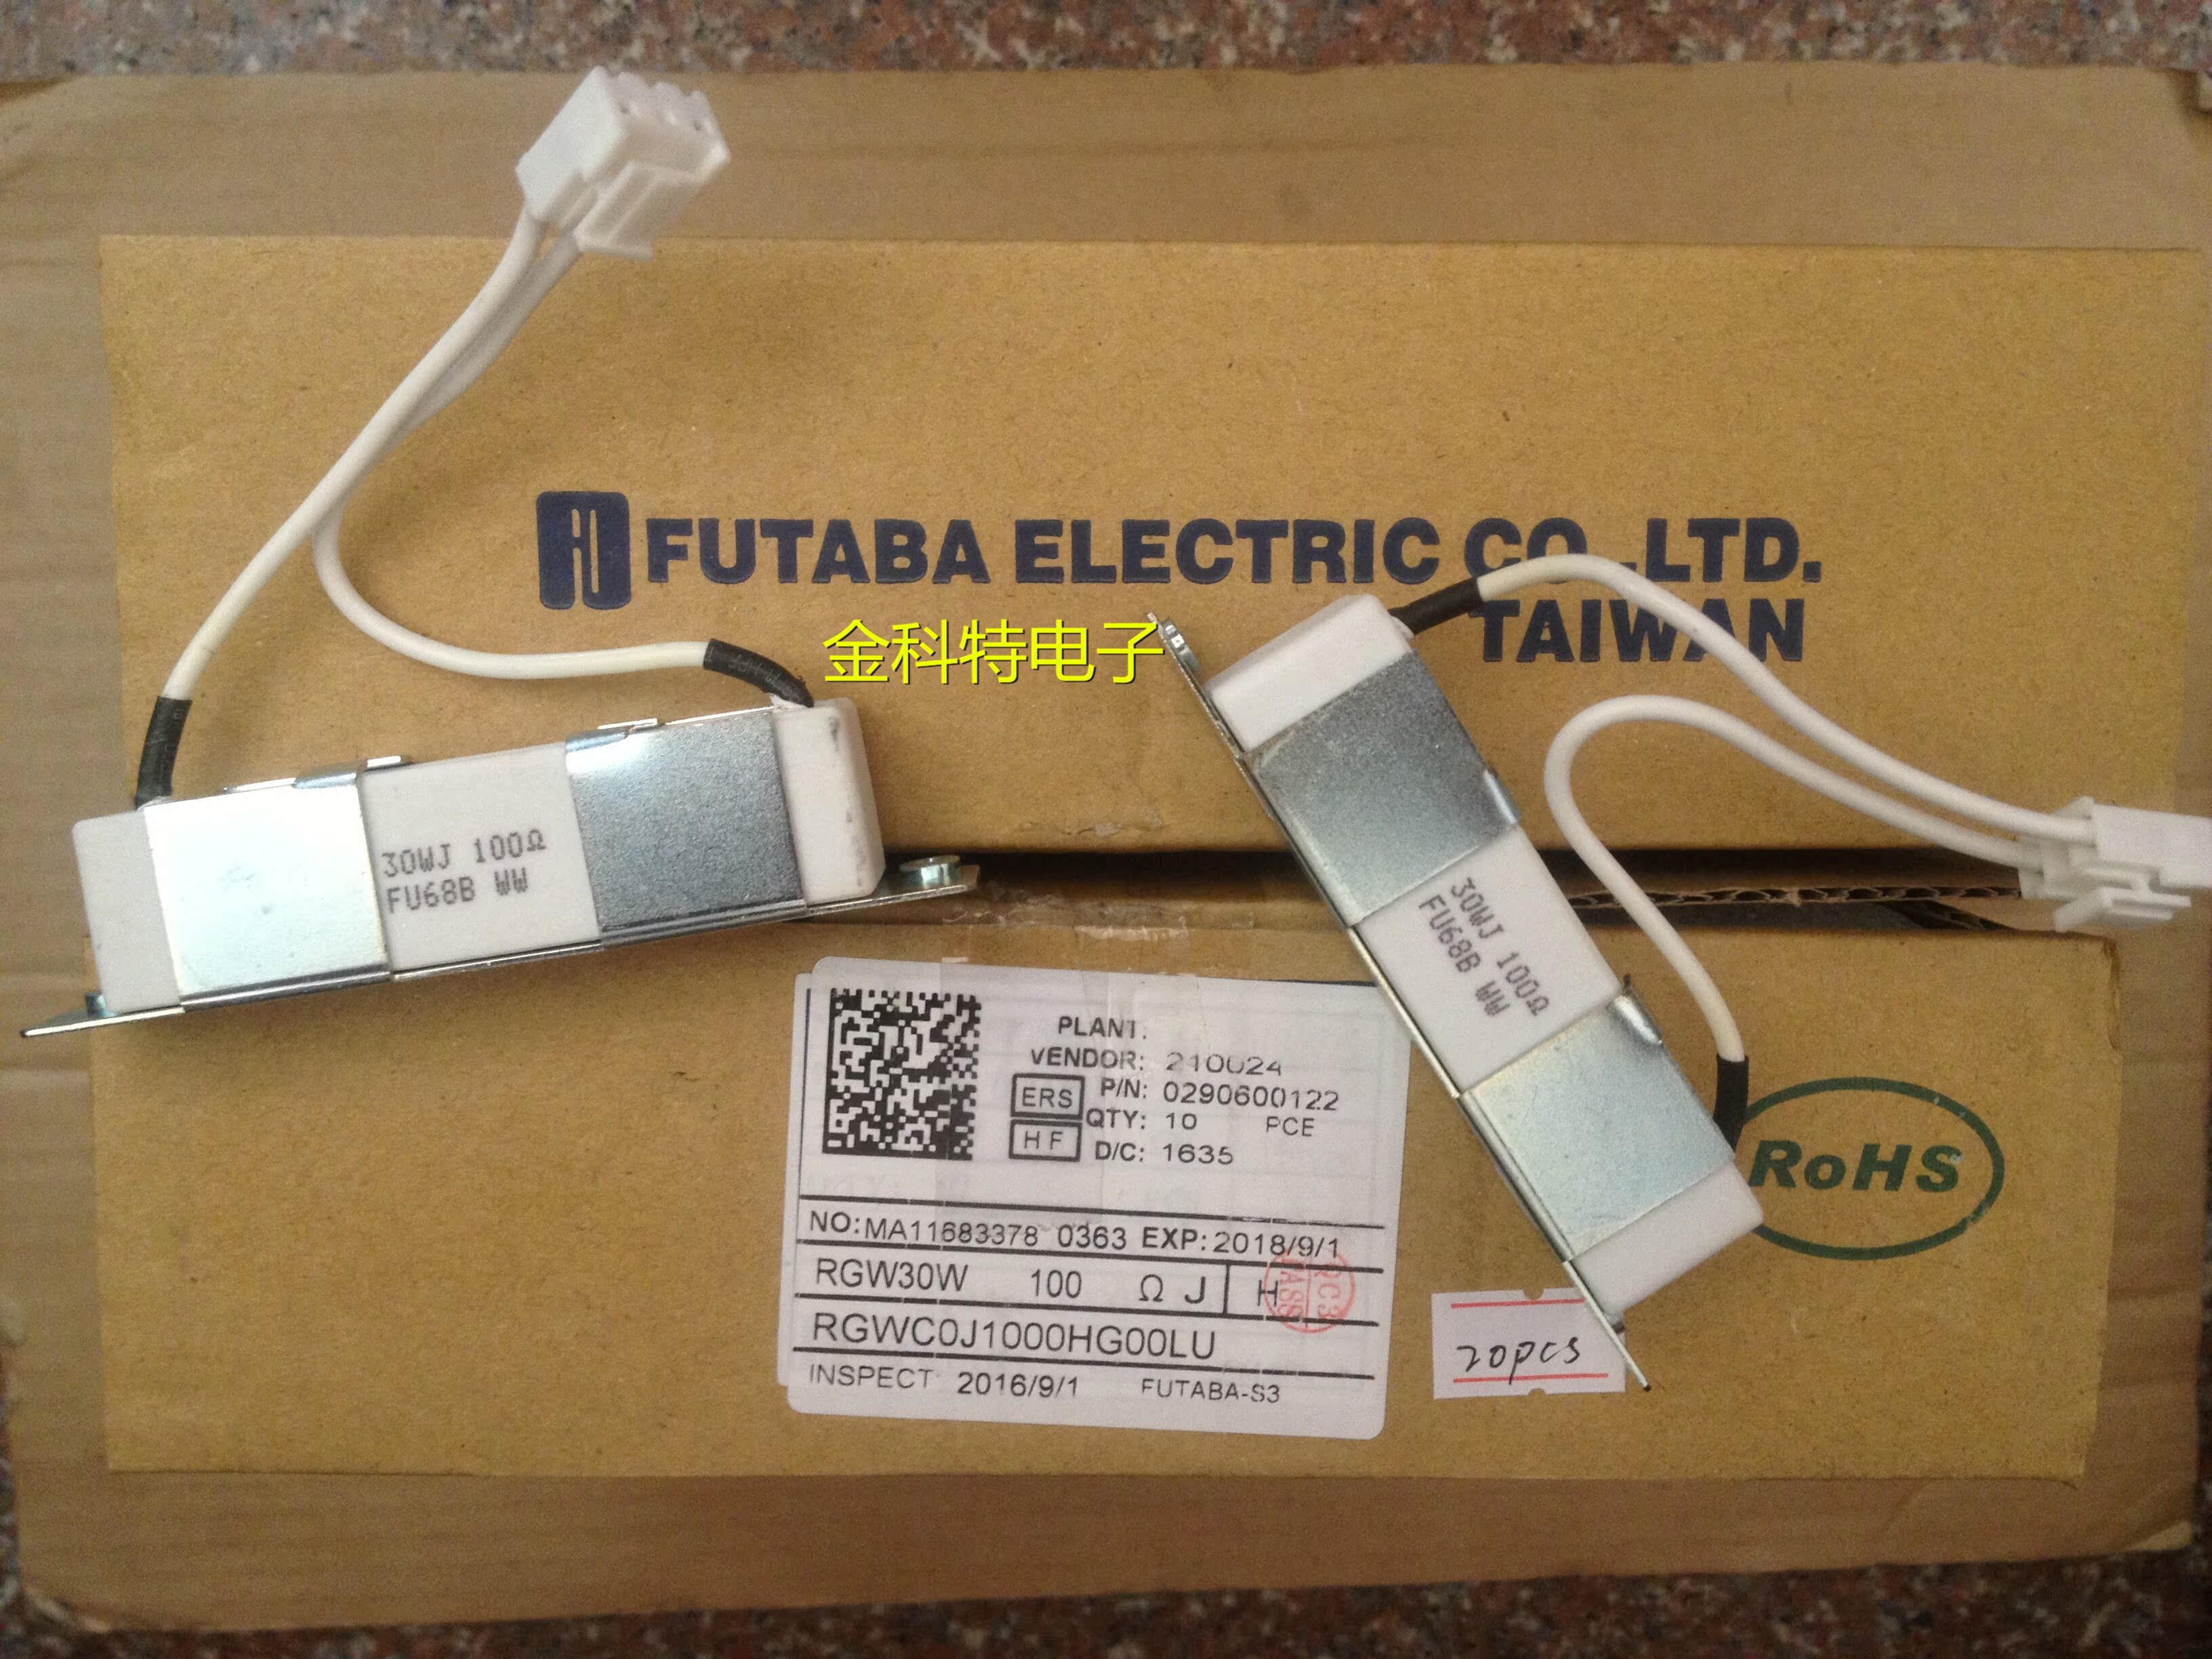 FUTABA ELECTRIC CO.,LTD.
TAIWAN
金科特电子
30WJ 100Ω
FU68B WW
30WJ 100Ω
FU68B WW
PLANT:
VENDOR: 210024
ERS P/N: 0290600122
QTY: 10 PCE
HF D/C: 1635
NO:MA11683378 0363 EXP:2018/9/1
RGW30W 100 Ω J H
QC3
PASS
RGWC0J1000HG00LU
INSPECT 2016/9/1 FUTABA-S3
RoHS
20pcs